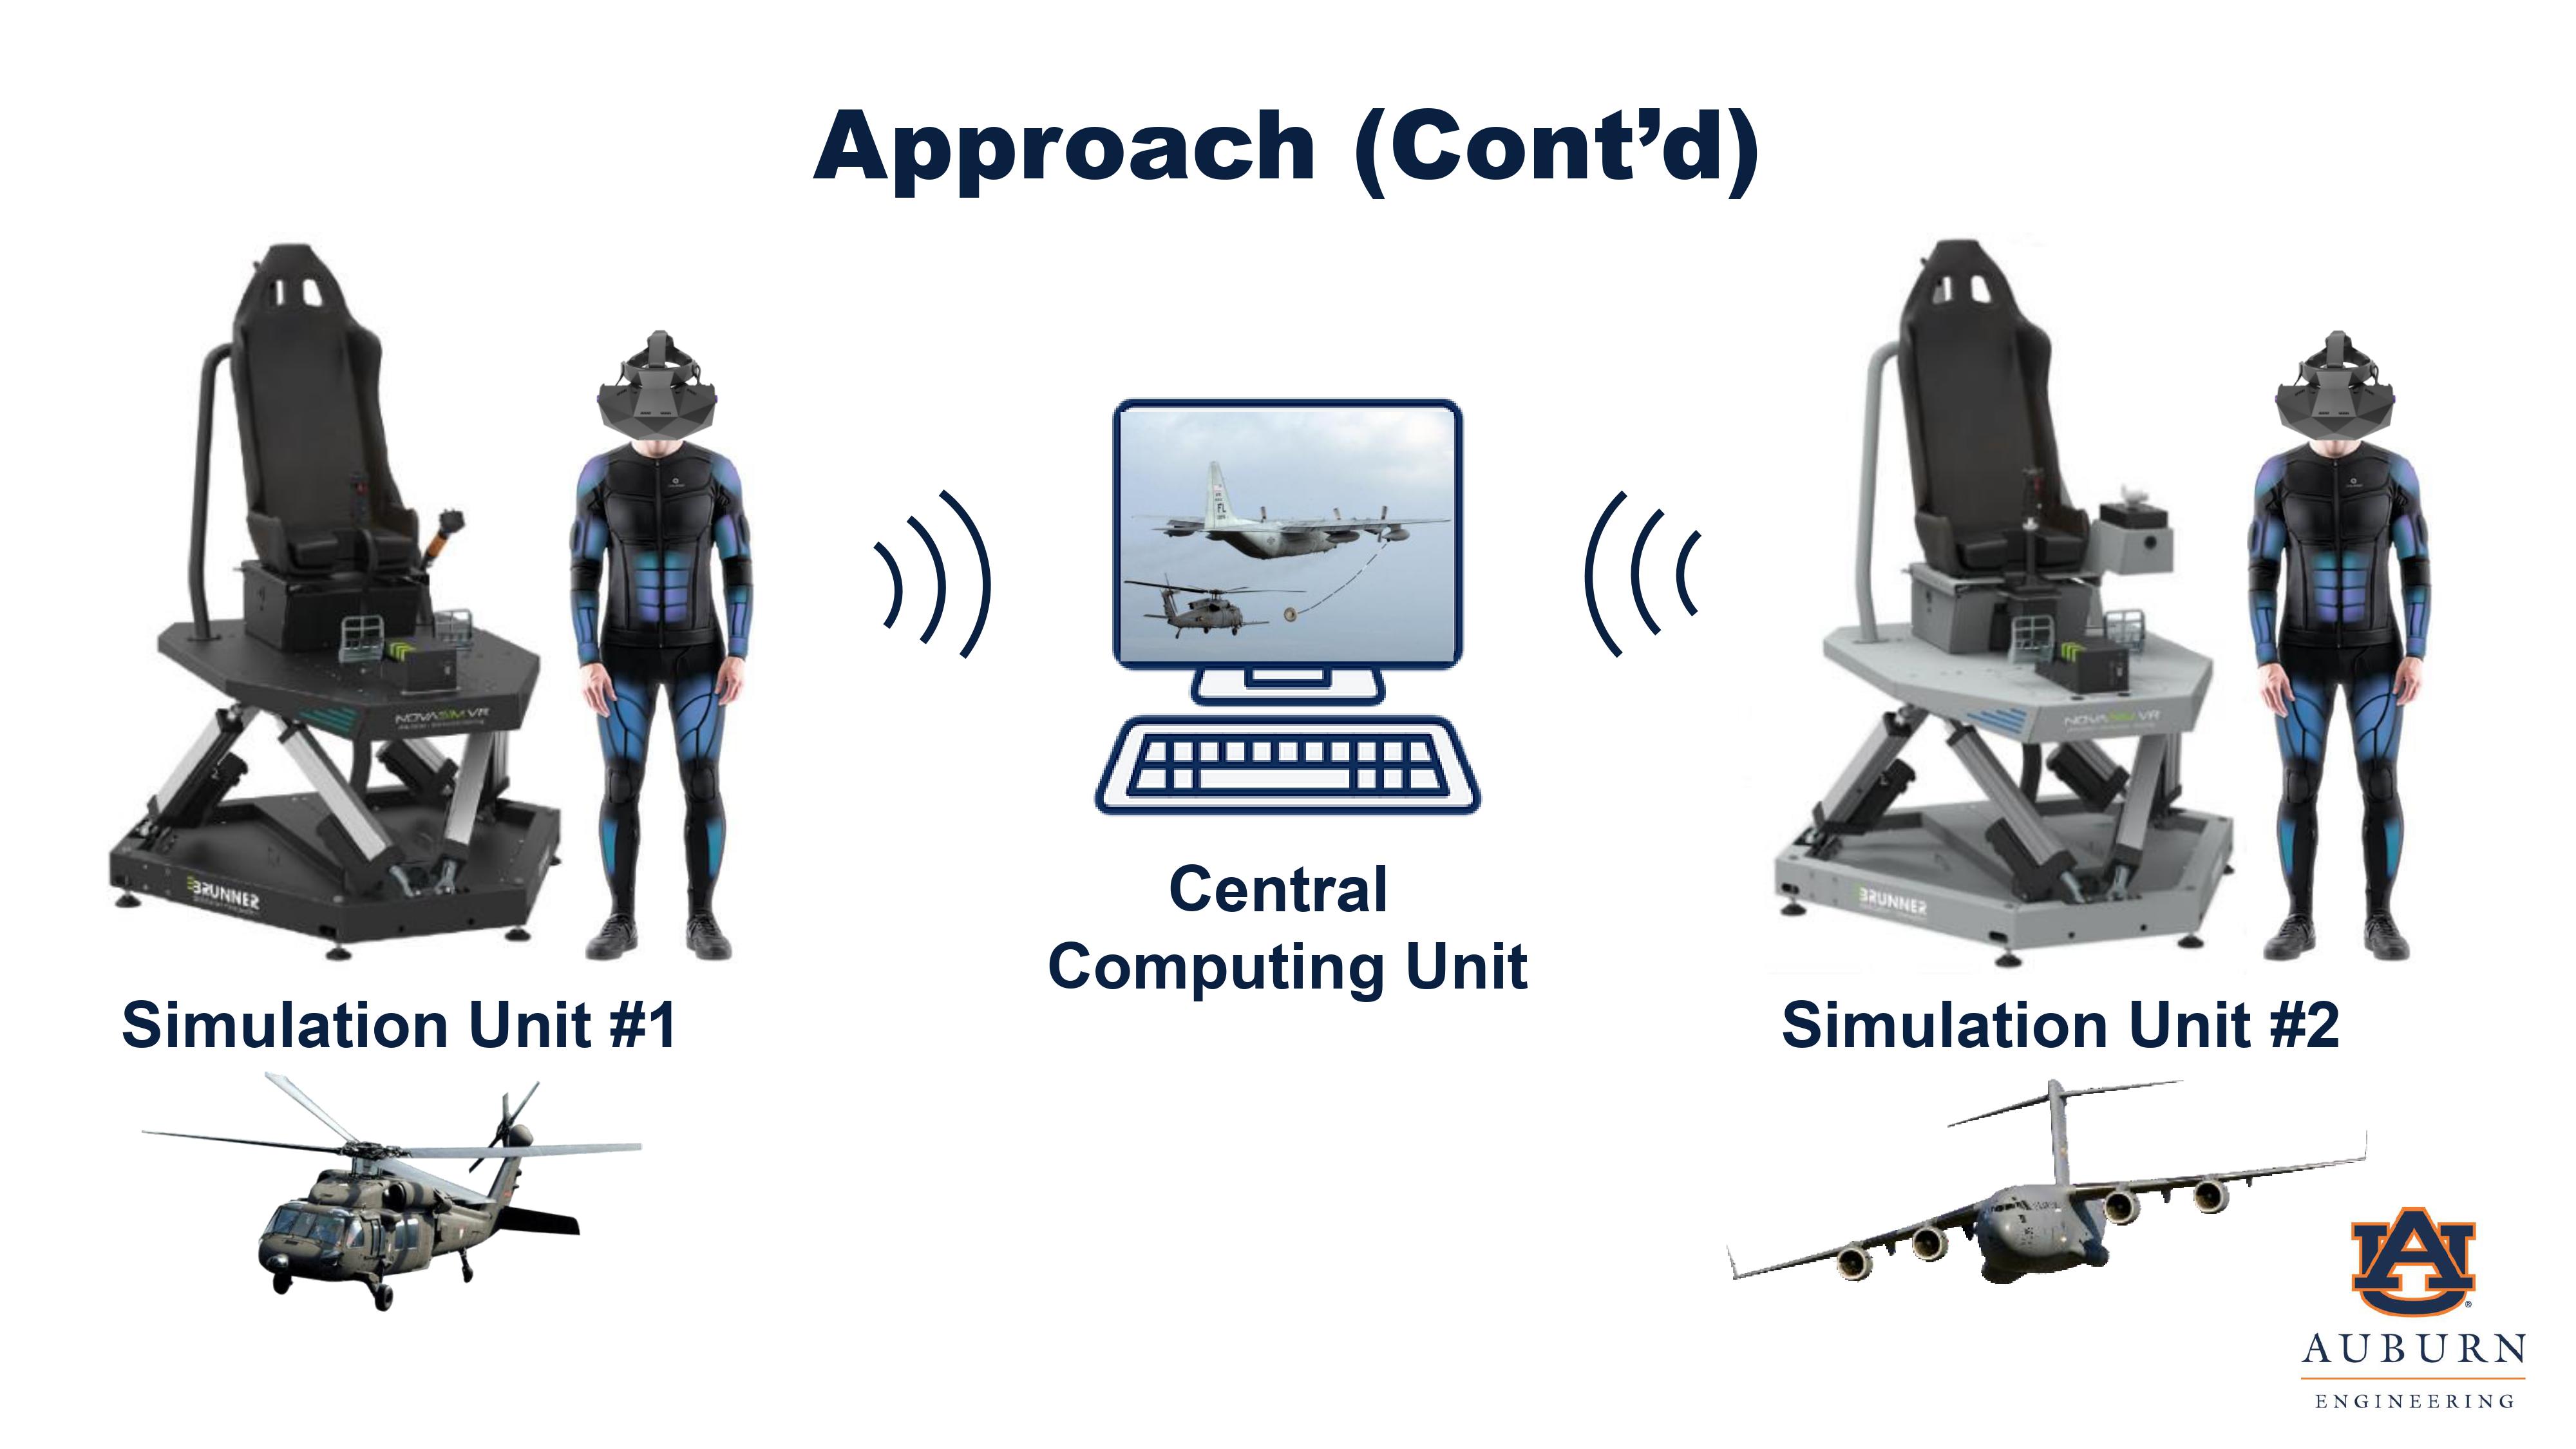 Approach (Cont’d)
FL
NOVASIM VR
BRUNNER
NOVASIM VR
BRUNNER
Central
Computing Unit
Simulation Unit #1
Simulation Unit #2
AU
®
AUBURN
ENGINEERING